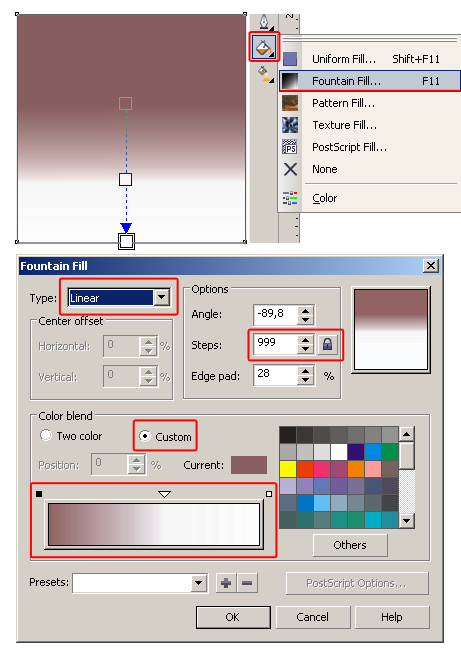 2
Uniform Fill... Shift+F11
Fountain Fill... F11
Pattern Fill...
Texture Fill...
PS
PostScript Fill...
None
Color
Fountain Fill
Type: Linear
Center offset
Horizontal: 0 %
Vertical: 0 %
Options
Angle: -89,8
Steps: 999
Edge pad: 28 %
Color blend
Two color Custom
Position: 0 % Current:
Others
Presets: PostScript Options...
OK Cancel Help